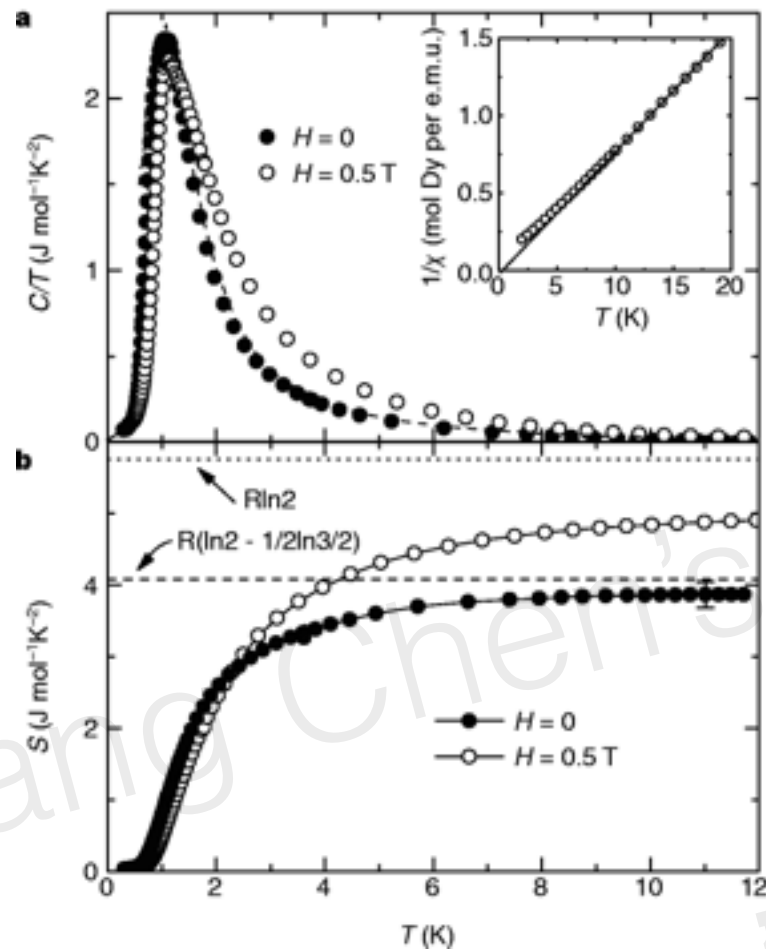 a
2
1
0
C/T (J mol⁻¹K⁻²)
H = 0
H = 0.5 T
1.5
1.0
0.5
0.0
0 5 10 15 20
1/χ (mol Dy per e.m.u.)
T (K)
b
Rln2
R(ln2 - 1/2ln3/2)
4
2
0
S (J mol⁻¹K⁻²)
H = 0
H = 0.5 T
0 2 4 6 8 10 12
T (K)
ang Chen's